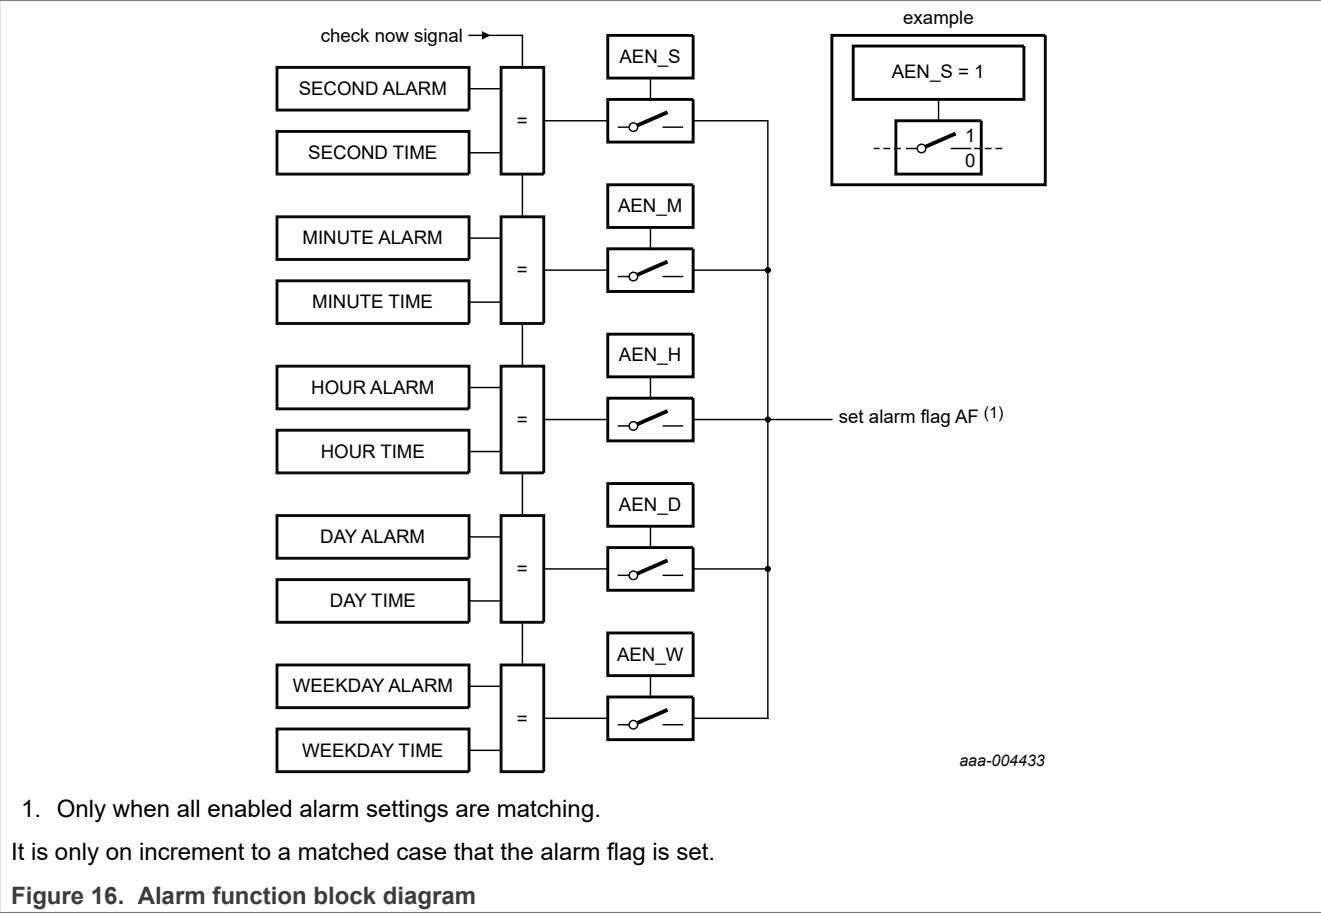 example
check now signal
AEN_S
AEN_S = 1
SECOND ALARM
=
1
SECOND TIME
0
AEN_M
MINUTE ALARM
=
MINUTE TIME
AEN_H
HOUR ALARM
=
set alarm flag AF (1)
HOUR TIME
AEN_D
DAY ALARM
=
DAY TIME
AEN_W
WEEKDAY ALARM
=
WEEKDAY TIME
aaa-004433
1. Only when all enabled alarm settings are matching.
It is only on increment to a matched case that the alarm flag is set.
Figure 16. Alarm function block diagram